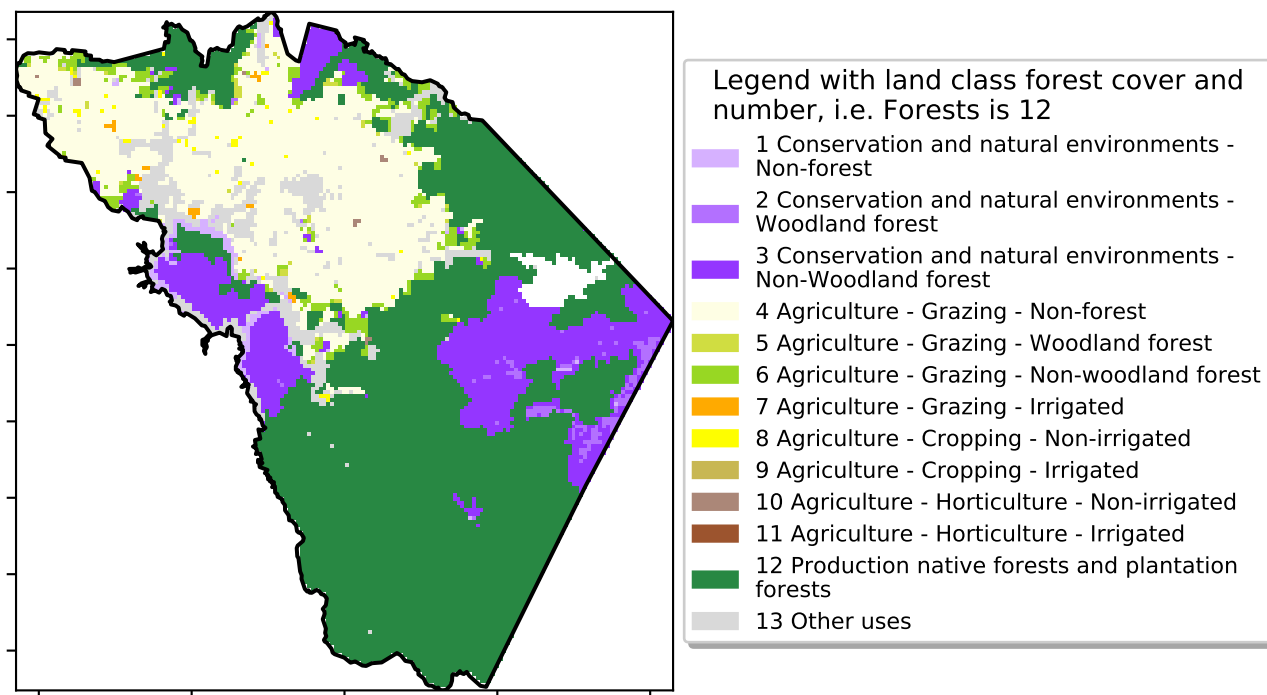 Legend with land class forest cover and
number, i.e. Forests is 12
1 Conservation and natural environments -
Non-forest
2 Conservation and natural environments -
Woodland forest
3 Conservation and natural environments -
Non-Woodland forest
4 Agriculture - Grazing - Non-forest
5 Agriculture - Grazing - Woodland forest
6 Agriculture - Grazing - Non-woodland forest
7 Agriculture - Grazing - Irrigated
8 Agriculture - Cropping - Non-irrigated
9 Agriculture - Cropping - Irrigated
10 Agriculture - Horticulture - Non-irrigated
11 Agriculture - Horticulture - Irrigated
12 Production native forests and plantation
forests
13 Other uses